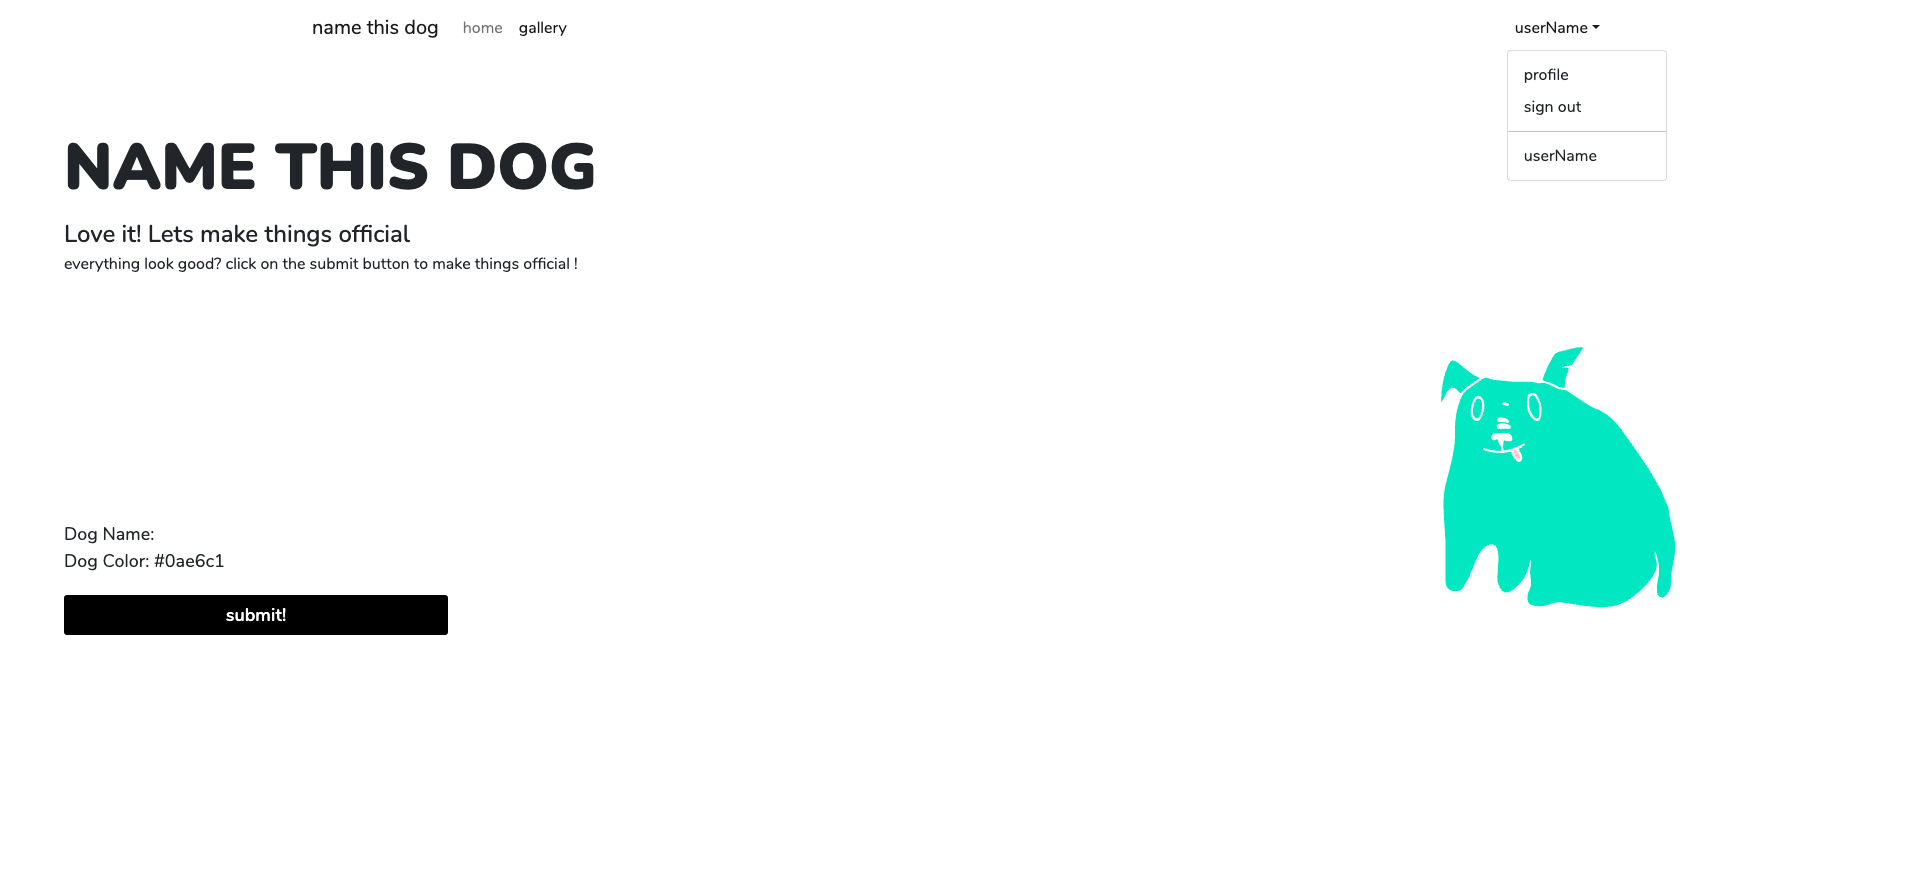 name this dog home gallery userName
profile
sign out
userName
NAME THIS DOG
Love it! Lets make things official
everything look good? click on the submit button to make things official !
Dog Name:
Dog Color: #0ae6c1
submit!